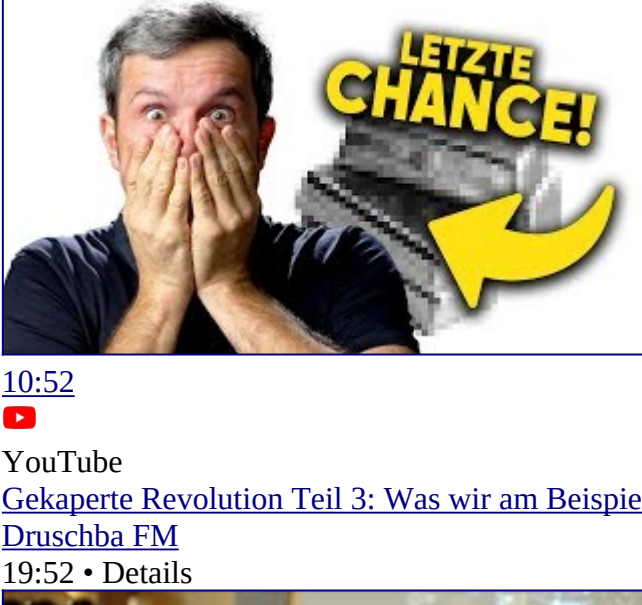 LETZTE
CHANCE!
10:52
YouTube
Gekaperte Revolution Teil 3: Was wir am Beispie
Druschba FM
19:52 • Details